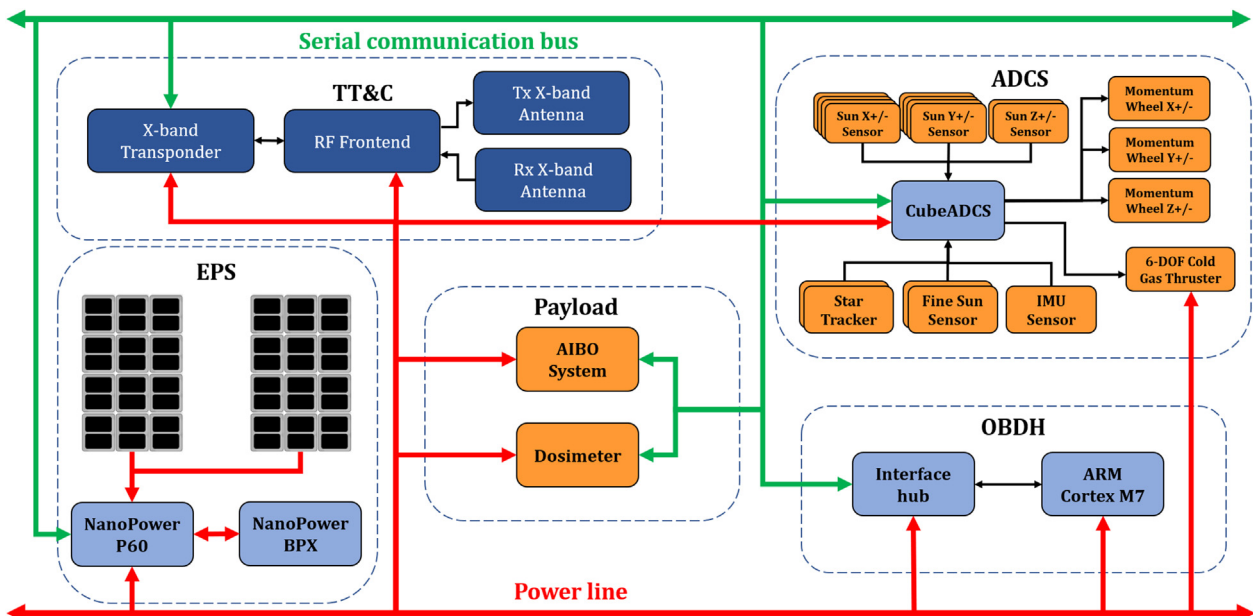 Serial communication bus
TT&C
X-band
Transponder
RF Frontend
Tx X-band
Antenna
Rx X-band
Antenna
ADCS
Sun X+/-
Sensor
Sun Y+/-
Sensor
Sun Z+/-
Sensor
Momentum
Wheel X+/-
Momentum
Wheel Y+/-
Momentum
Wheel Z+/-
CubeADCS
6-DOF Cold
Gas Thruster
Star
Tracker
Fine Sun
Sensor
IMU
Sensor
EPS
NanoPower
P60
NanoPower
BPX
Payload
AIBO
System
Dosimeter
OBDH
Interface
hub
ARM
Cortex M7
Power line